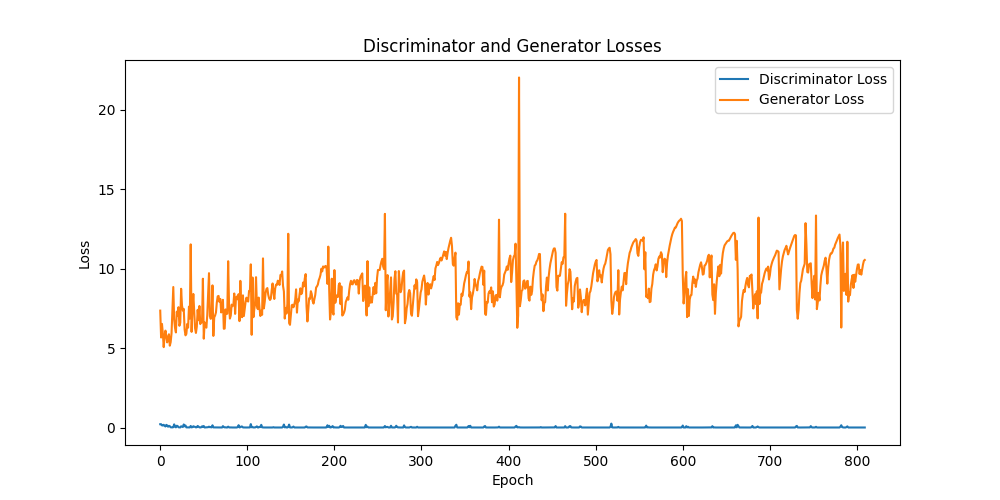 Discriminator and Generator Losses
Discriminator Loss
Generator Loss
Loss
20
15
10
5
0
0 100 200 300 400 500 600 700 800
Epoch